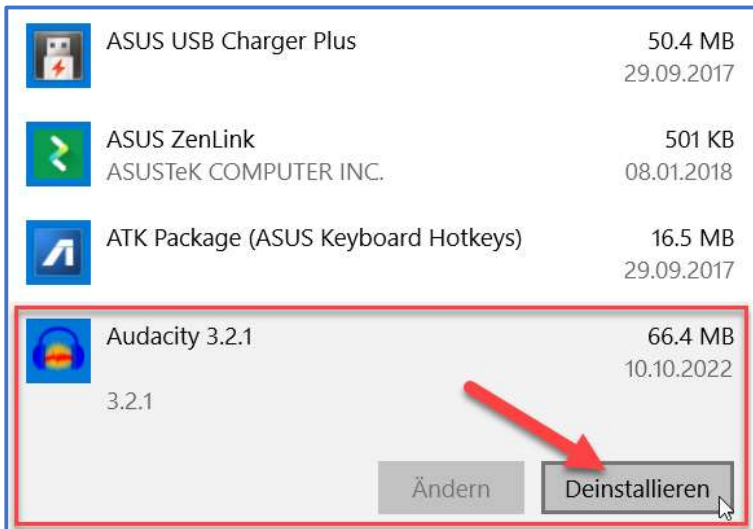 ASUS USB Charger Plus 50.4 MB
29.09.2017
ASUS ZenLink 501 KB
ASUSTeK COMPUTER INC. 08.01.2018
ATK Package (ASUS Keyboard Hotkeys) 16.5 MB
29.09.2017
Audacity 3.2.1 66.4 MB
10.10.2022
3.2.1
Ändern Deinstallieren